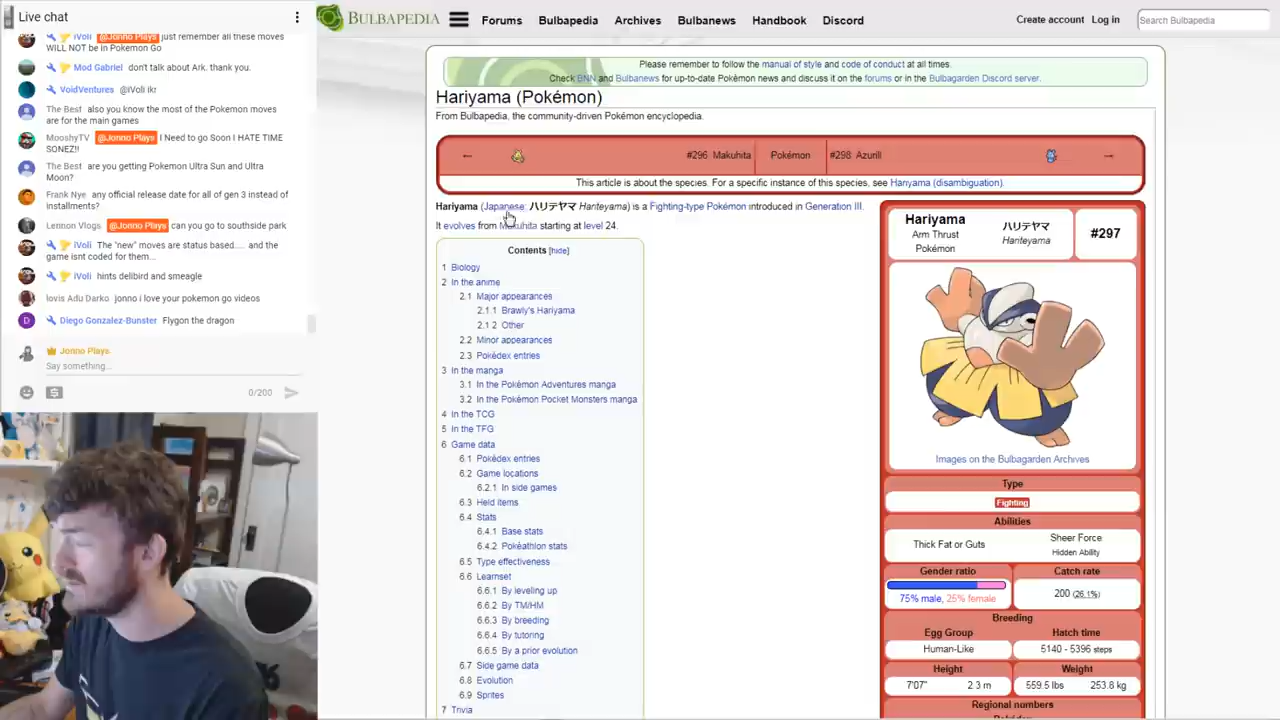 Live chat
iVoli @Jonno Plays just remember all these moves
WILL NOT be in Pokemon Go
Mod Gabriel don't talk about Ark. thank you.
VoidVentures @iVoli ikr
The Best also you know the most of the Pokemon moves
are for the main games
MooshyTV @Jonno Plays I Need to go Soon I HATE TIME
SONEZ!!
The Best are you getting Pokemon Ultra Sun and Ultra
Moon?
Frank Nye any official release date for all of gen 3 instead of
installments?
Lennon Vlogs @Jonno Plays can you go to southside park
iVoli The "new" moves are status based.... and the
game isnt coded for them...
iVoli hints delibird and smeagle
lovis Adu Darko jonno i love your pokemon go videos
D Diego Gonzalez-Bunster Flygon the dragon
Jonno Plays
Say something...
0/200
BULBAPEDIA Forums Bulbapedia Archives Bulbanews Handbook Discord Create account Log in Search Bulbapedia
Please remember to follow the manual of style and code of conduct at all times.
Check BNN and Bulbanews for up-to-date Pokémon news and discuss it on the forums or in the Bulbagarden Discord server.
Hariyama (Pokémon)
From Bulbapedia, the community-driven Pokémon encyclopedia.
← #296: Makuhita Pokémon #298: Azurill →
This article is about the species. For a specific instance of this species, see Hariyama (disambiguation).
Hariyama (Japanese: ハリテヤマ Hariteyama) is a Fighting-type Pokémon introduced in Generation III.
It evolves from Makuhita starting at level 24.
Contents [hide]
1 Biology
2 In the anime
2.1 Major appearances
2.1.1 Brawly's Hariyama
2.1.2 Other
2.2 Minor appearances
2.3 Pokédex entries
3 In the manga
3.1 In the Pokémon Adventures manga
3.2 In the Pokémon Pocket Monsters manga
4 In the TCG
5 In the TFG
6 Game data
6.1 Pokédex entries
6.2 Game locations
6.2.1 In side games
6.3 Held items
6.4 Stats
6.4.1 Base stats
6.4.2 Pokéathlon stats
6.5 Type effectiveness
6.6 Learnset
6.6.1 By leveling up
6.6.2 By TM/HM
6.6.3 By breeding
6.6.4 By tutoring
6.6.5 By a prior evolution
6.7 Side game data
6.8 Evolution
6.9 Sprites
7 Trivia
Hariyama
Arm Thrust
Pokémon
ハリテヤマ
Hariteyama
#297
Images on the Bulbagarden Archives
Type
Fighting
Abilities
Thick Fat or Guts
Sheer Force
Hidden Ability
Gender ratio
75% male, 25% female
Catch rate
200 (26.1%)
Breeding
Egg Group
Human-Like
Hatch time
5140 - 5396 steps
Height
7'07" 2.3 m
Weight
559.5 lbs 253.8 kg
Regional numbers